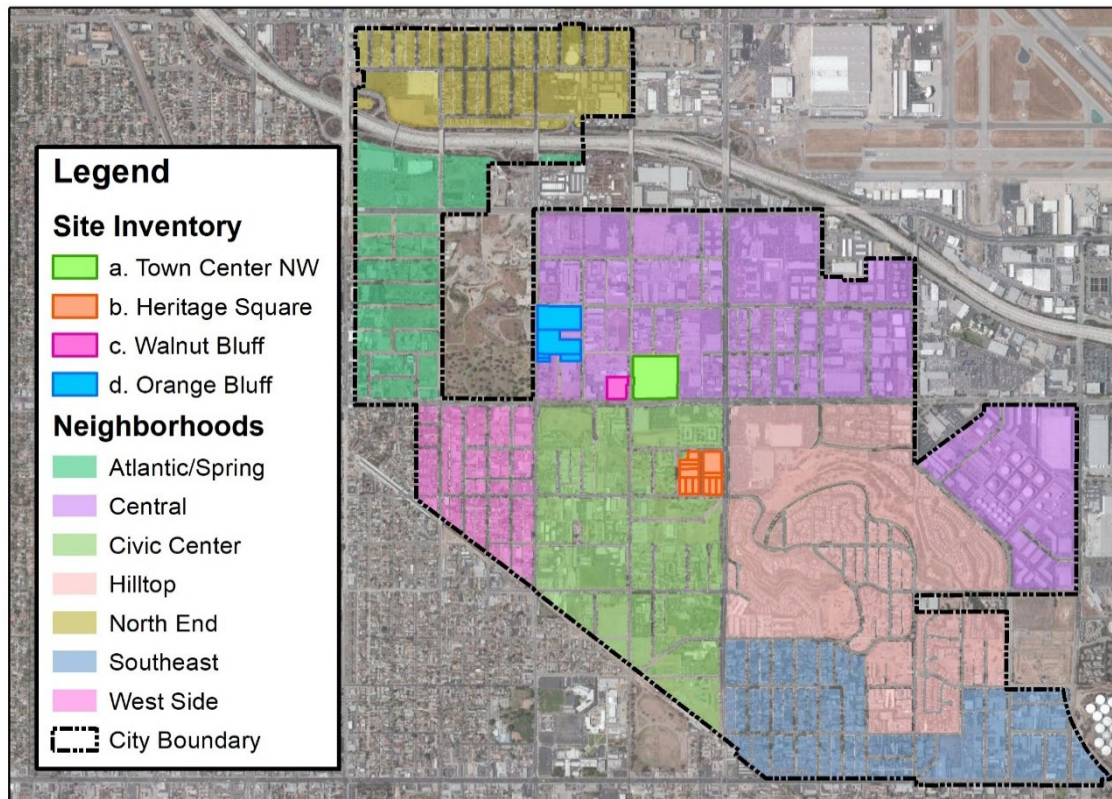 Legend
Site Inventory
a. Town Center NW
b. Heritage Square
c. Walnut Bluff
d. Orange Bluff
Neighborhoods
Atlantic/Spring
Central
Civic Center
Hilltop
North End
Southeast
West Side
City Boundary